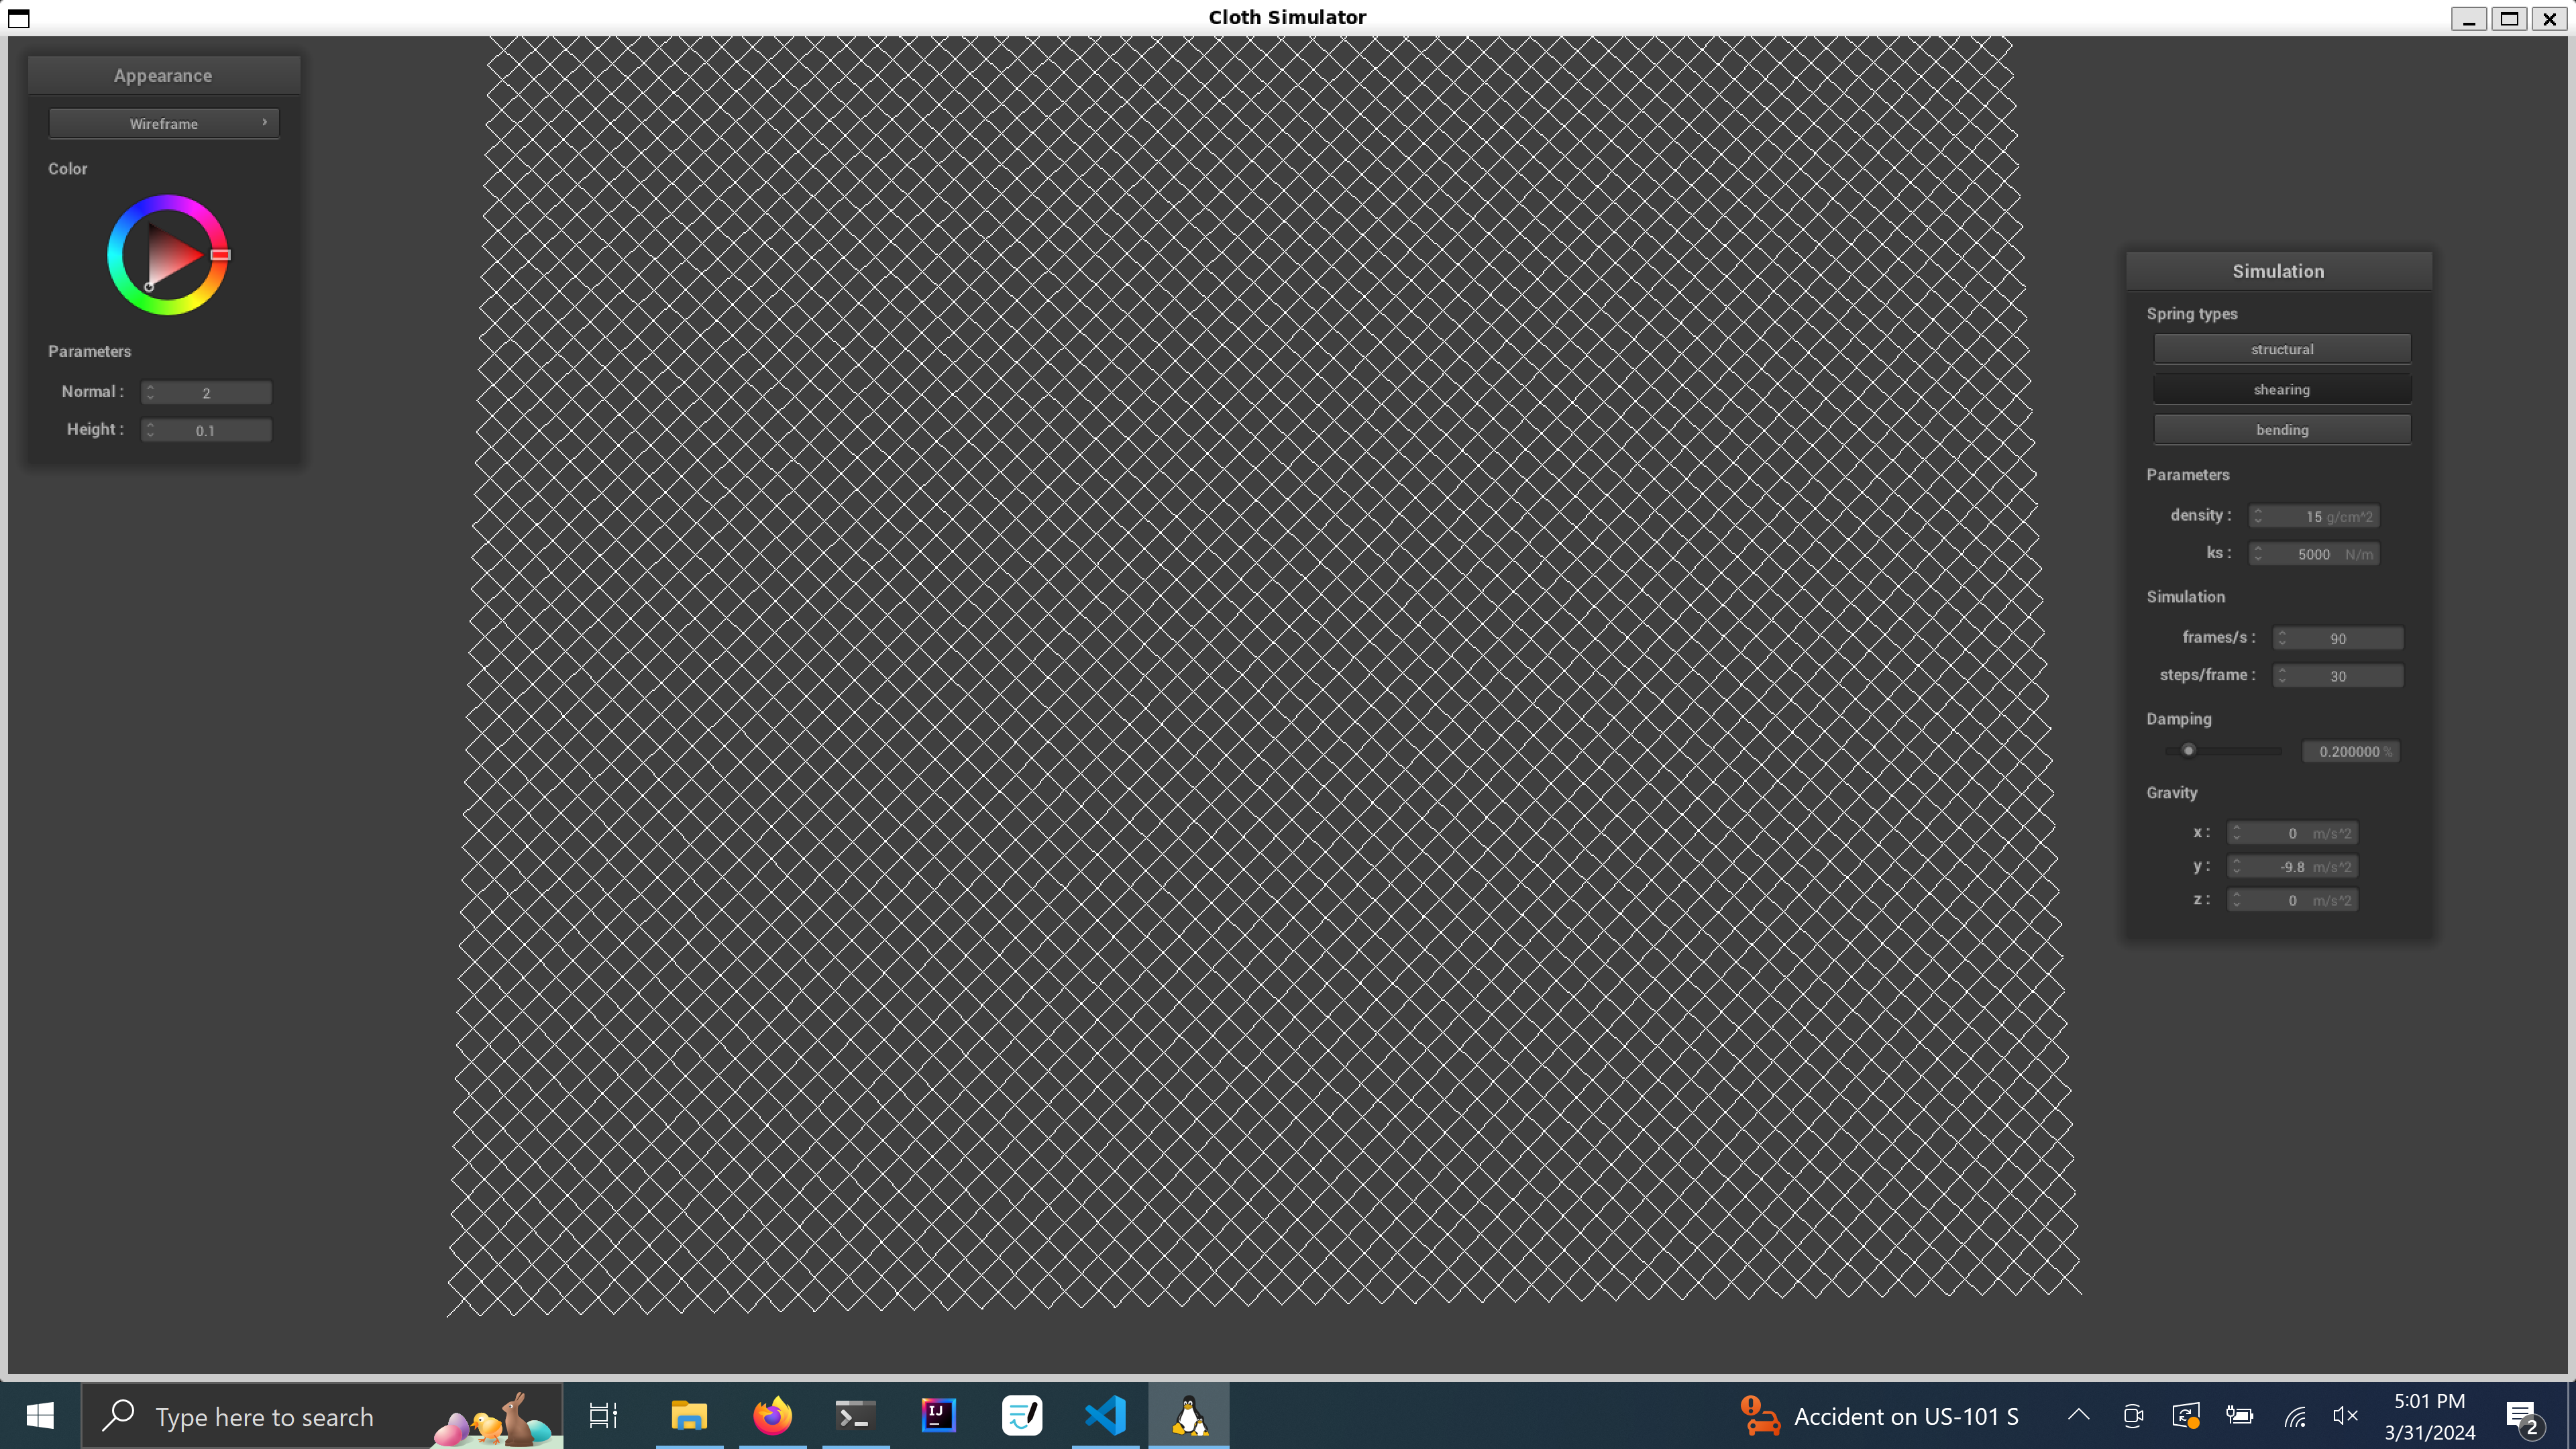 Cloth Simulator
Appearance
Wireframe
Color
Parameters
Normal : 2
Height : 0.1
Simulation
Spring types
structural
shearing
bending
Parameters
density : 15 g/cm^2
ks : 5000 N/m
Simulation
frames/s : 90
steps/frame : 30
Damping
0.200000 %
Gravity
x : 0 m/s^2
y : -9.8 m/s^2
z : 0 m/s^2
Type here to search
IJ
Accident on US-101 S
5:01 PM
3/31/2024
2